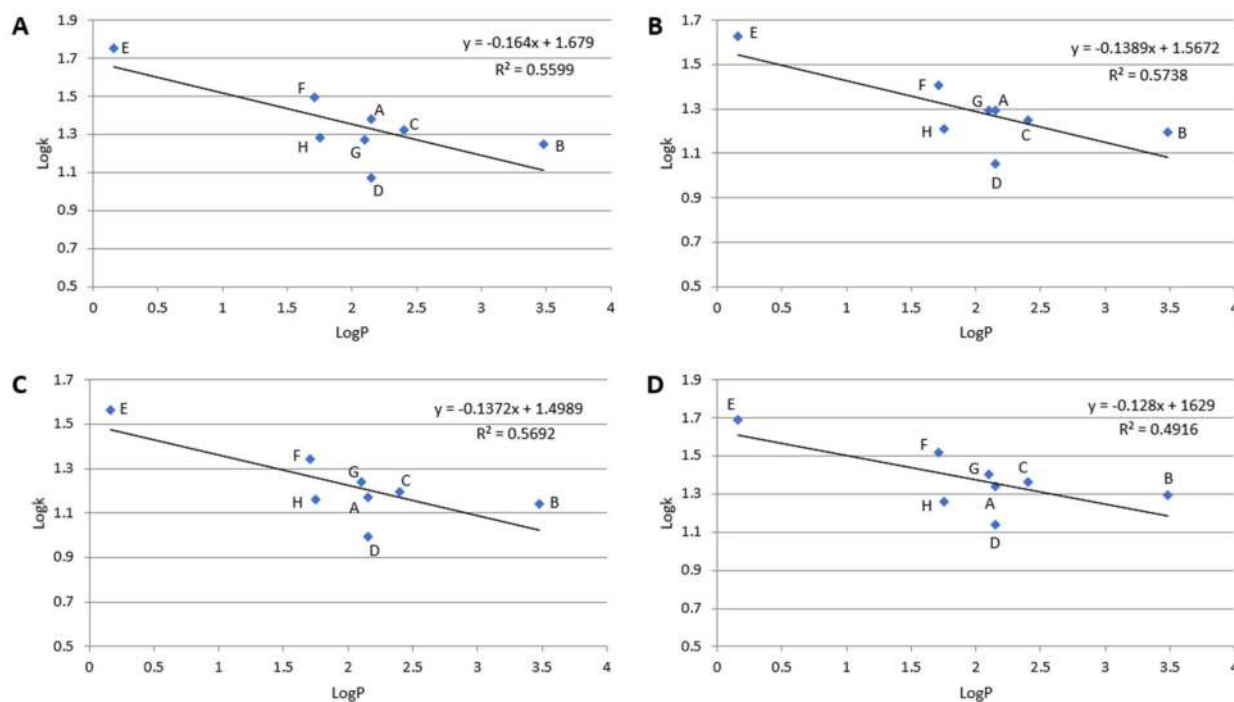 A
1.9
1.7
1.5
1.3
1.1
0.9
0.7
0.5
0 0.5 1 1.5 2 2.5 3 3.5 4
Logk
LogP
y = -0.164x + 1.679
R² = 0.5599
E
F
A
C
H
G
B
D
B
1.7
1.5
1.3
1.1
0.9
0.7
0.5
0 0.5 1 1.5 2 2.5 3 3.5 4
Logk
LogP
y = -0.1389x + 1.5672
R² = 0.5738
E
F
G A
H
C
B
D
C
1.7
1.5
1.3
1.1
0.9
0.7
0.5
0 0.5 1 1.5 2 2.5 3 3.5 4
Logk
LogP
y = -0.1372x + 1.4989
R² = 0.5692
E
F
G
C
H
A
B
D
D
1.9
1.7
1.5
1.3
1.1
0.9
0.7
0.5
0 0.5 1 1.5 2 2.5 3 3.5 4
Logk
LogP
y = -0.128x + 1629
R² = 0.4916
E
F
G C
B
H A
D